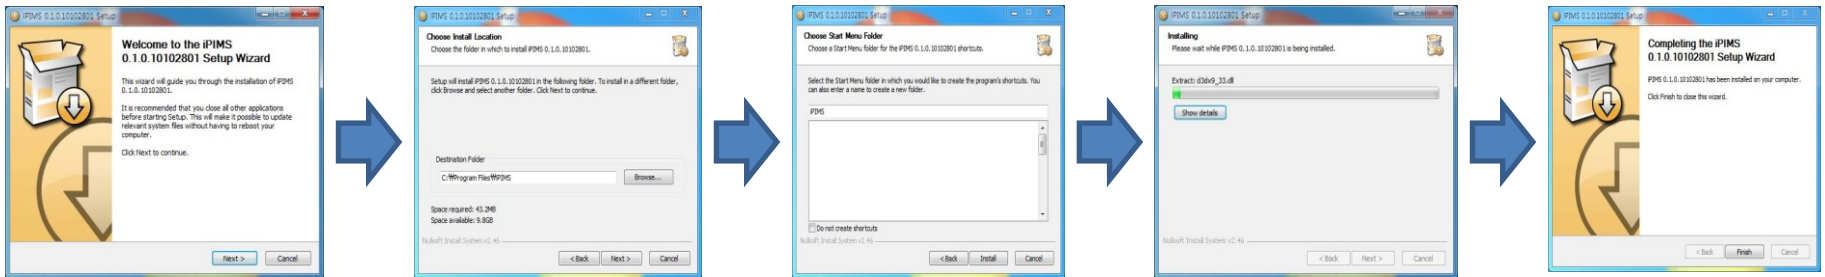 iPIMS 0.1.0.10102801 Setup
Welcome to the iPIMS
0.1.0.10102801 Setup Wizard
This wizard will guide you through the installation of iPIMS
0.1.0.10102801.
It is recommended that you close all other applications
before starting Setup. This will make it possible to update
relevant system files without having to reboot your
computer.
Click Next to continue.
Next >
Cancel
iPIMS 0.1.0.10102801 Setup
Choose Install Location
Choose the folder in which to install iPIMS 0.1.0.10102801.
Setup will install iPIMS 0.1.0.10102801 in the following folder. To install in a different folder,
click Browse and select another folder. Click Next to continue.
Destination Folder
C:₩Program Files₩iPIMS
Browse...
Space required: 43.2MB
Space available: 9.8GB
Nullsoft Install System v2.46
< Back
Next >
Cancel
iPIMS 0.1.0.10102801 Setup
Choose Start Menu Folder
Choose a Start Menu folder for the iPIMS 0.1.0.10102801 shortcuts.
Select the Start Menu folder in which you would like to create the program's shortcuts. You
can also enter a name to create a new folder.
iPIMS
Do not create shortcuts
Nullsoft Install System v2.46
< Back
Install
Cancel
iPIMS 0.1.0.10102801 Setup
Installing
Please wait while iPIMS 0.1.0.10102801 is being installed.
Extract: d3dx9_33.dll
Show details
Nullsoft Install System v2.46
< Back
Next >
Cancel
iPIMS 0.1.0.10102801 Setup
Completing the iPIMS
0.1.0.10102801 Setup Wizard
iPIMS 0.1.0.10102801 has been installed on your computer.
Click Finish to close this wizard.
< Back
Finish
Cancel